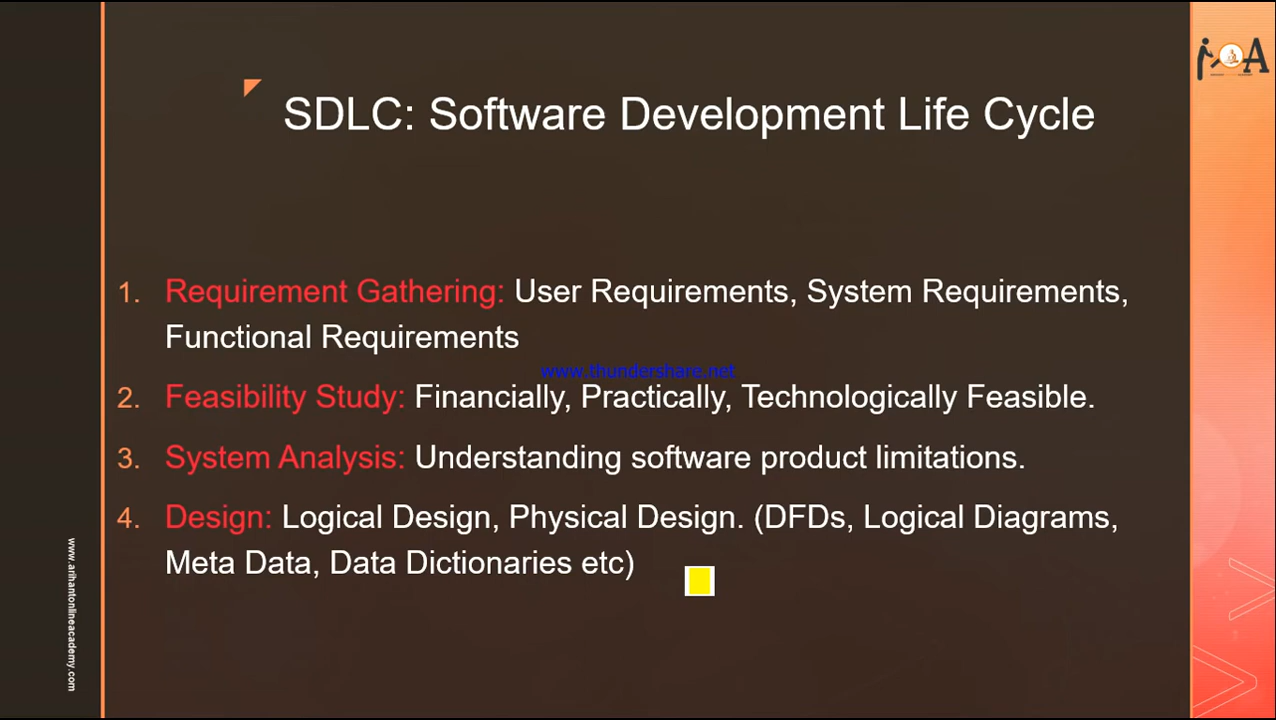 SDLC: Software Development Life Cycle
1. Requirement Gathering: User Requirements, System Requirements,
Functional Requirements
www.thundershare.net
2. Feasibility Study: Financially, Practically, Technologically Feasible.
3. System Analysis: Understanding software product limitations.
4. Design: Logical Design, Physical Design. (DFDs, Logical Diagrams,
Meta Data, Data Dictionaries etc)
www.arihantonlineacademy.com